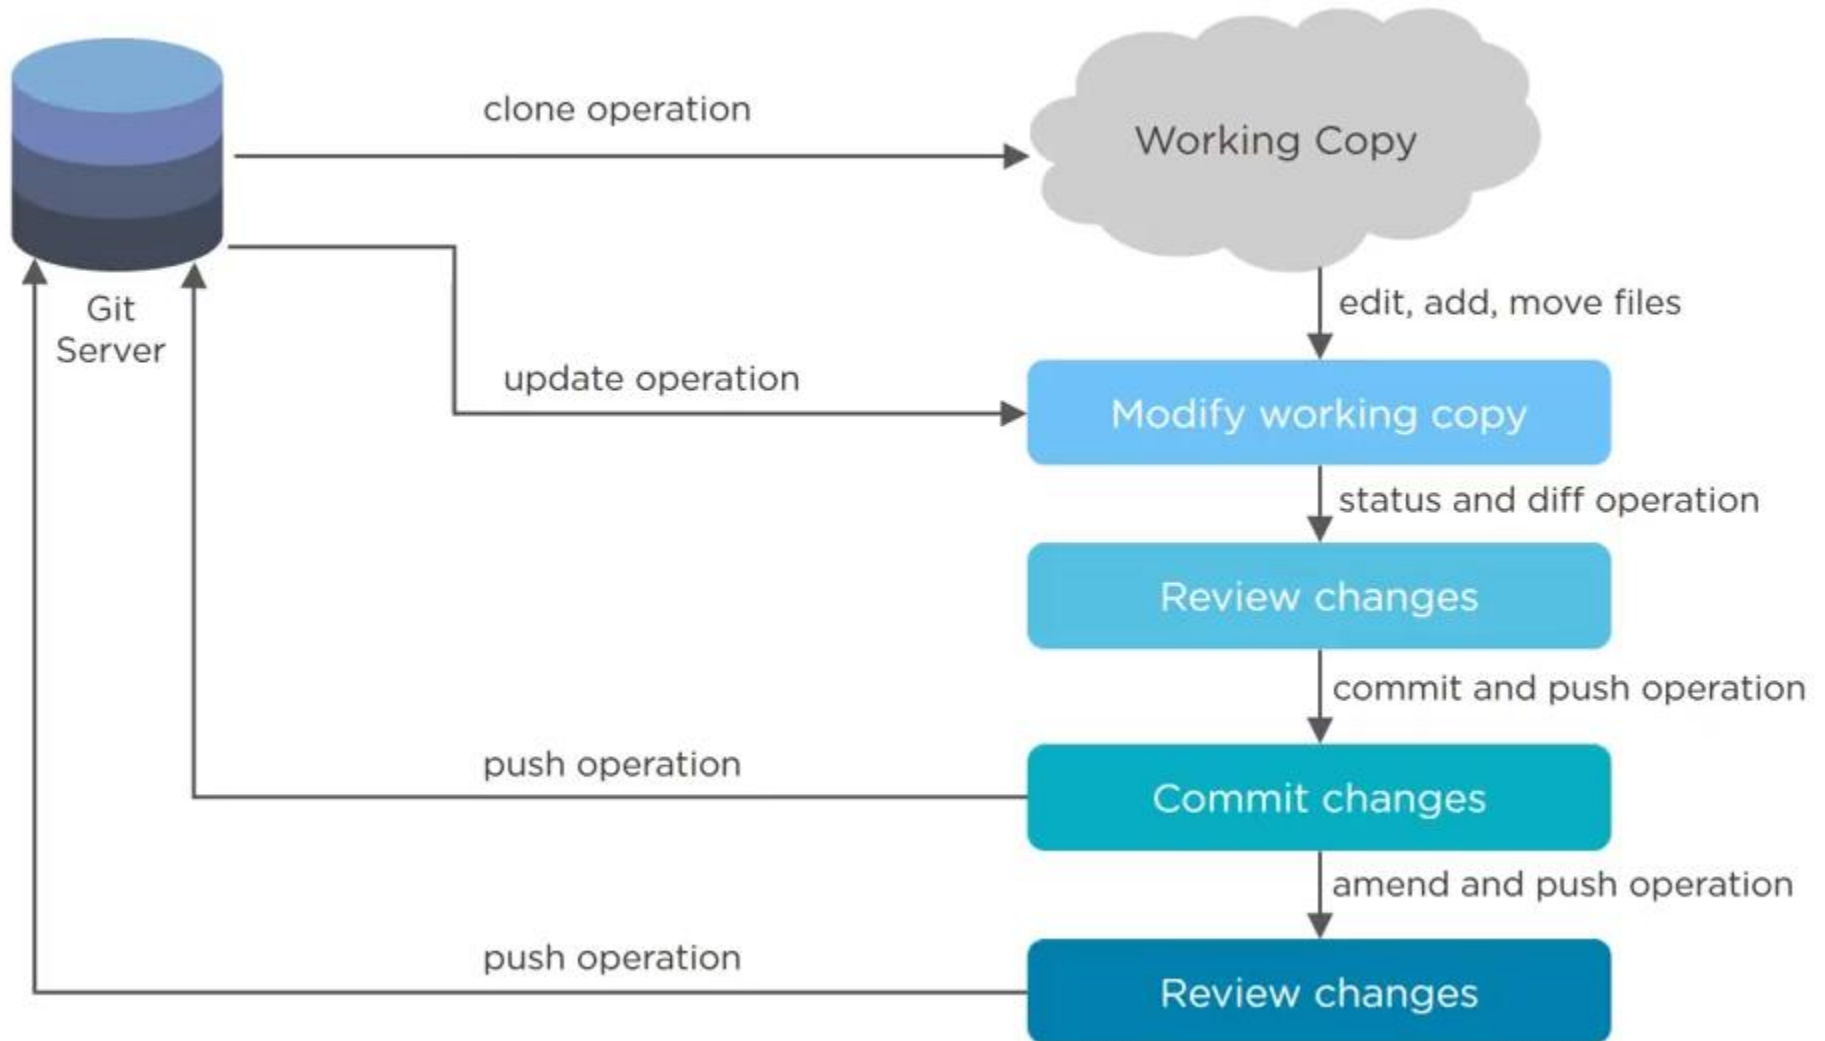 clone operation
Working Copy
Git
Server
edit, add, move files
update operation
Modify working copy
status and diff operation
Review changes
commit and push operation
push operation
Commit changes
amend and push operation
push operation
Review changes